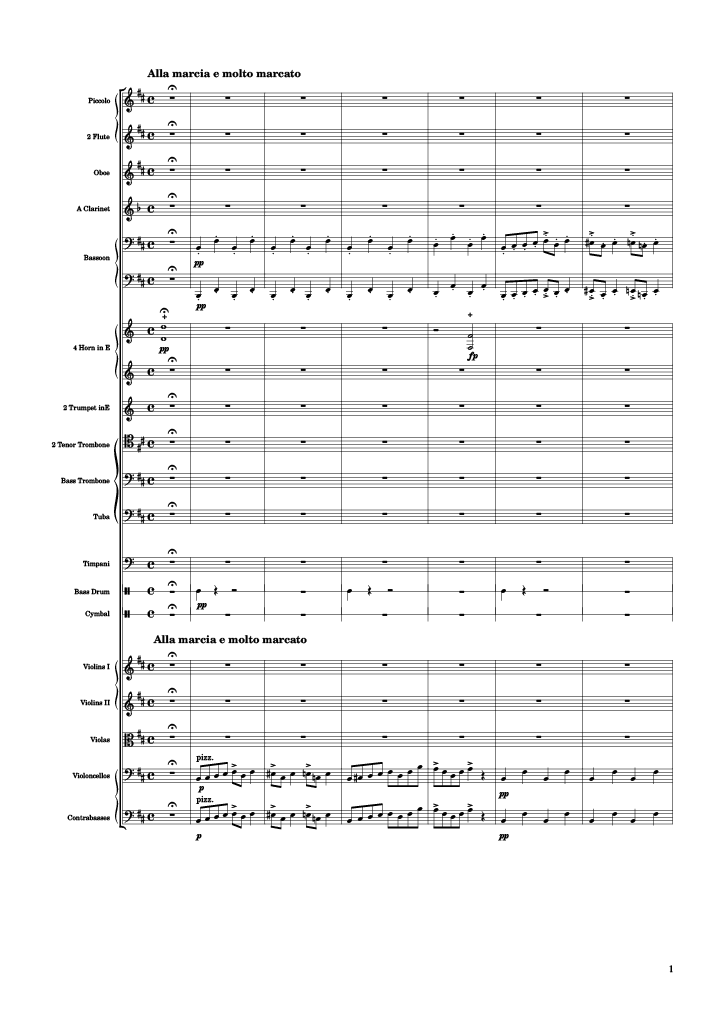 Alla marcia e molto marcato
Piccolo
2 Flute
Oboe
A Clarinet
Bassoon
pp
pp
4 Horn in E
pp
fp
2 Trumpet inE
2 Tenor Trombone
Bass Trombone
Tuba
Timpani
Bass Drum
pp
Cymbal
Alla marcia e molto marcato
Violins I
Violins II
Violas
pizz.
Violoncellos
p
pp
pizz.
Contrabasses
p
pp
1